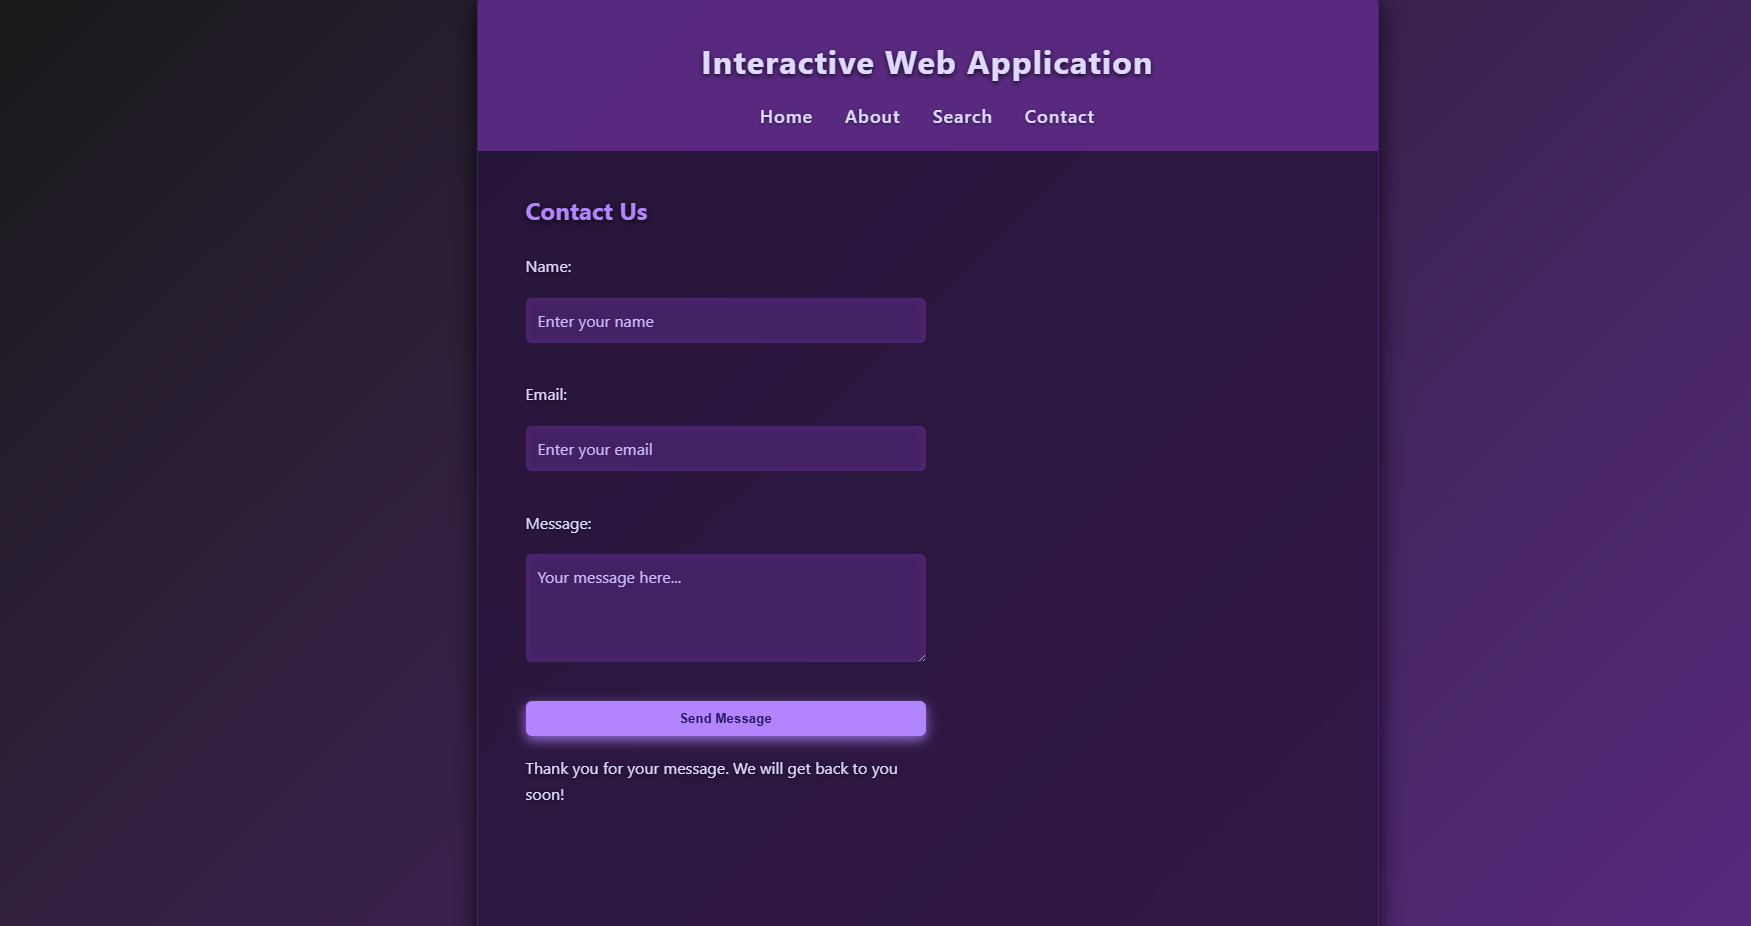 Interactive Web Application
Home About Search Contact
Contact Us
Name:
Enter your name
Email:
Enter your email
Message:
Your message here...
Send Message
Thank you for your message. We will get back to you
soon!